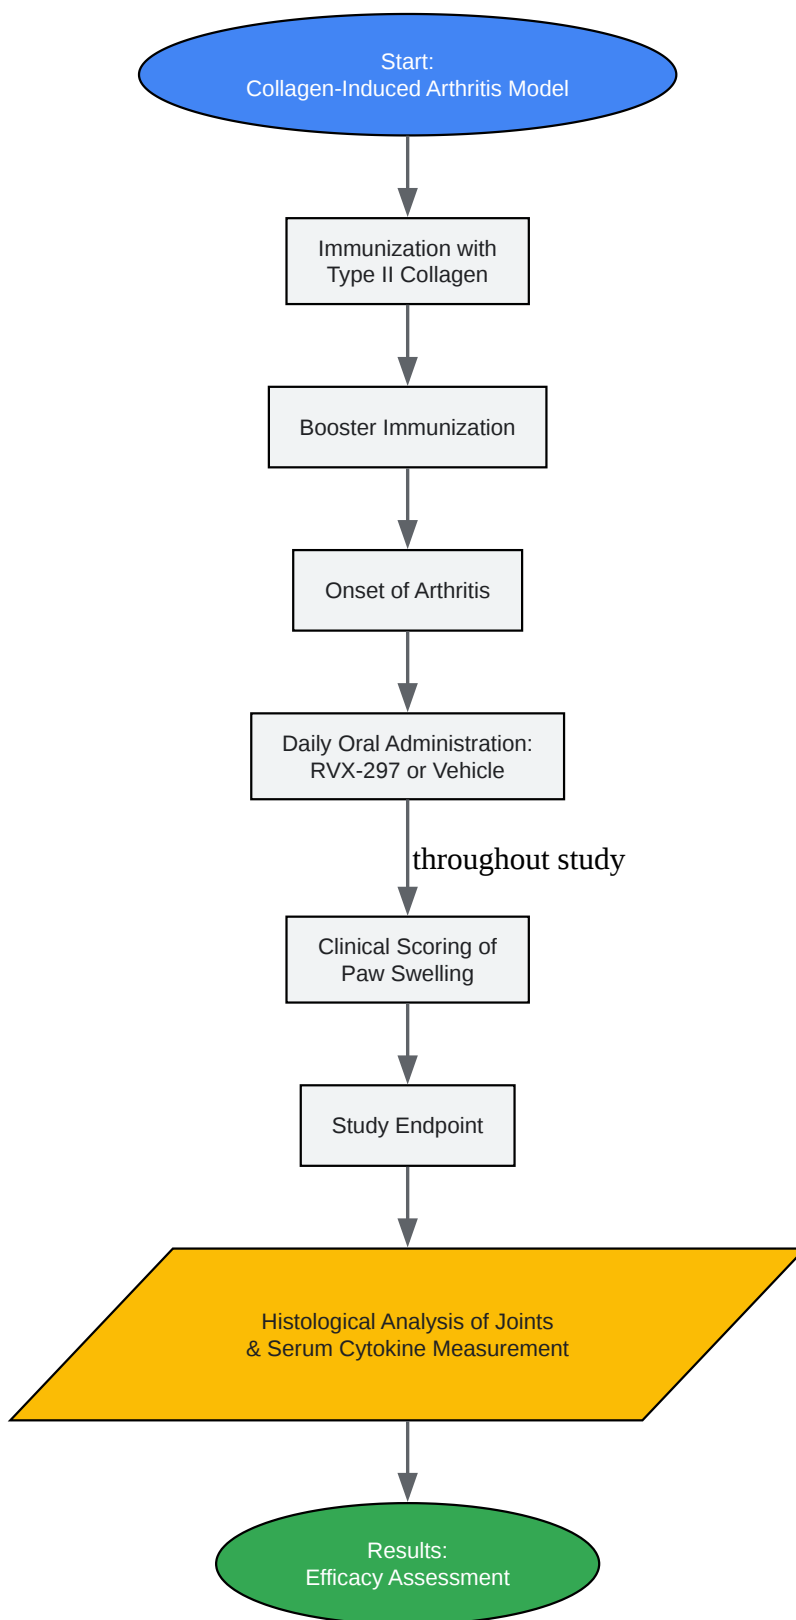 Start:
Collagen-Induced Arthritis Model
Immunization with
Type II Collagen
Booster Immunization
Onset of Arthritis
Daily Oral Administration:
RVX-297 or Vehicle
throughout study
Clinical Scoring of
Paw Swelling
Study Endpoint
Histological Analysis of Joints
& Serum Cytokine Measurement
Results:
Efficacy Assessment